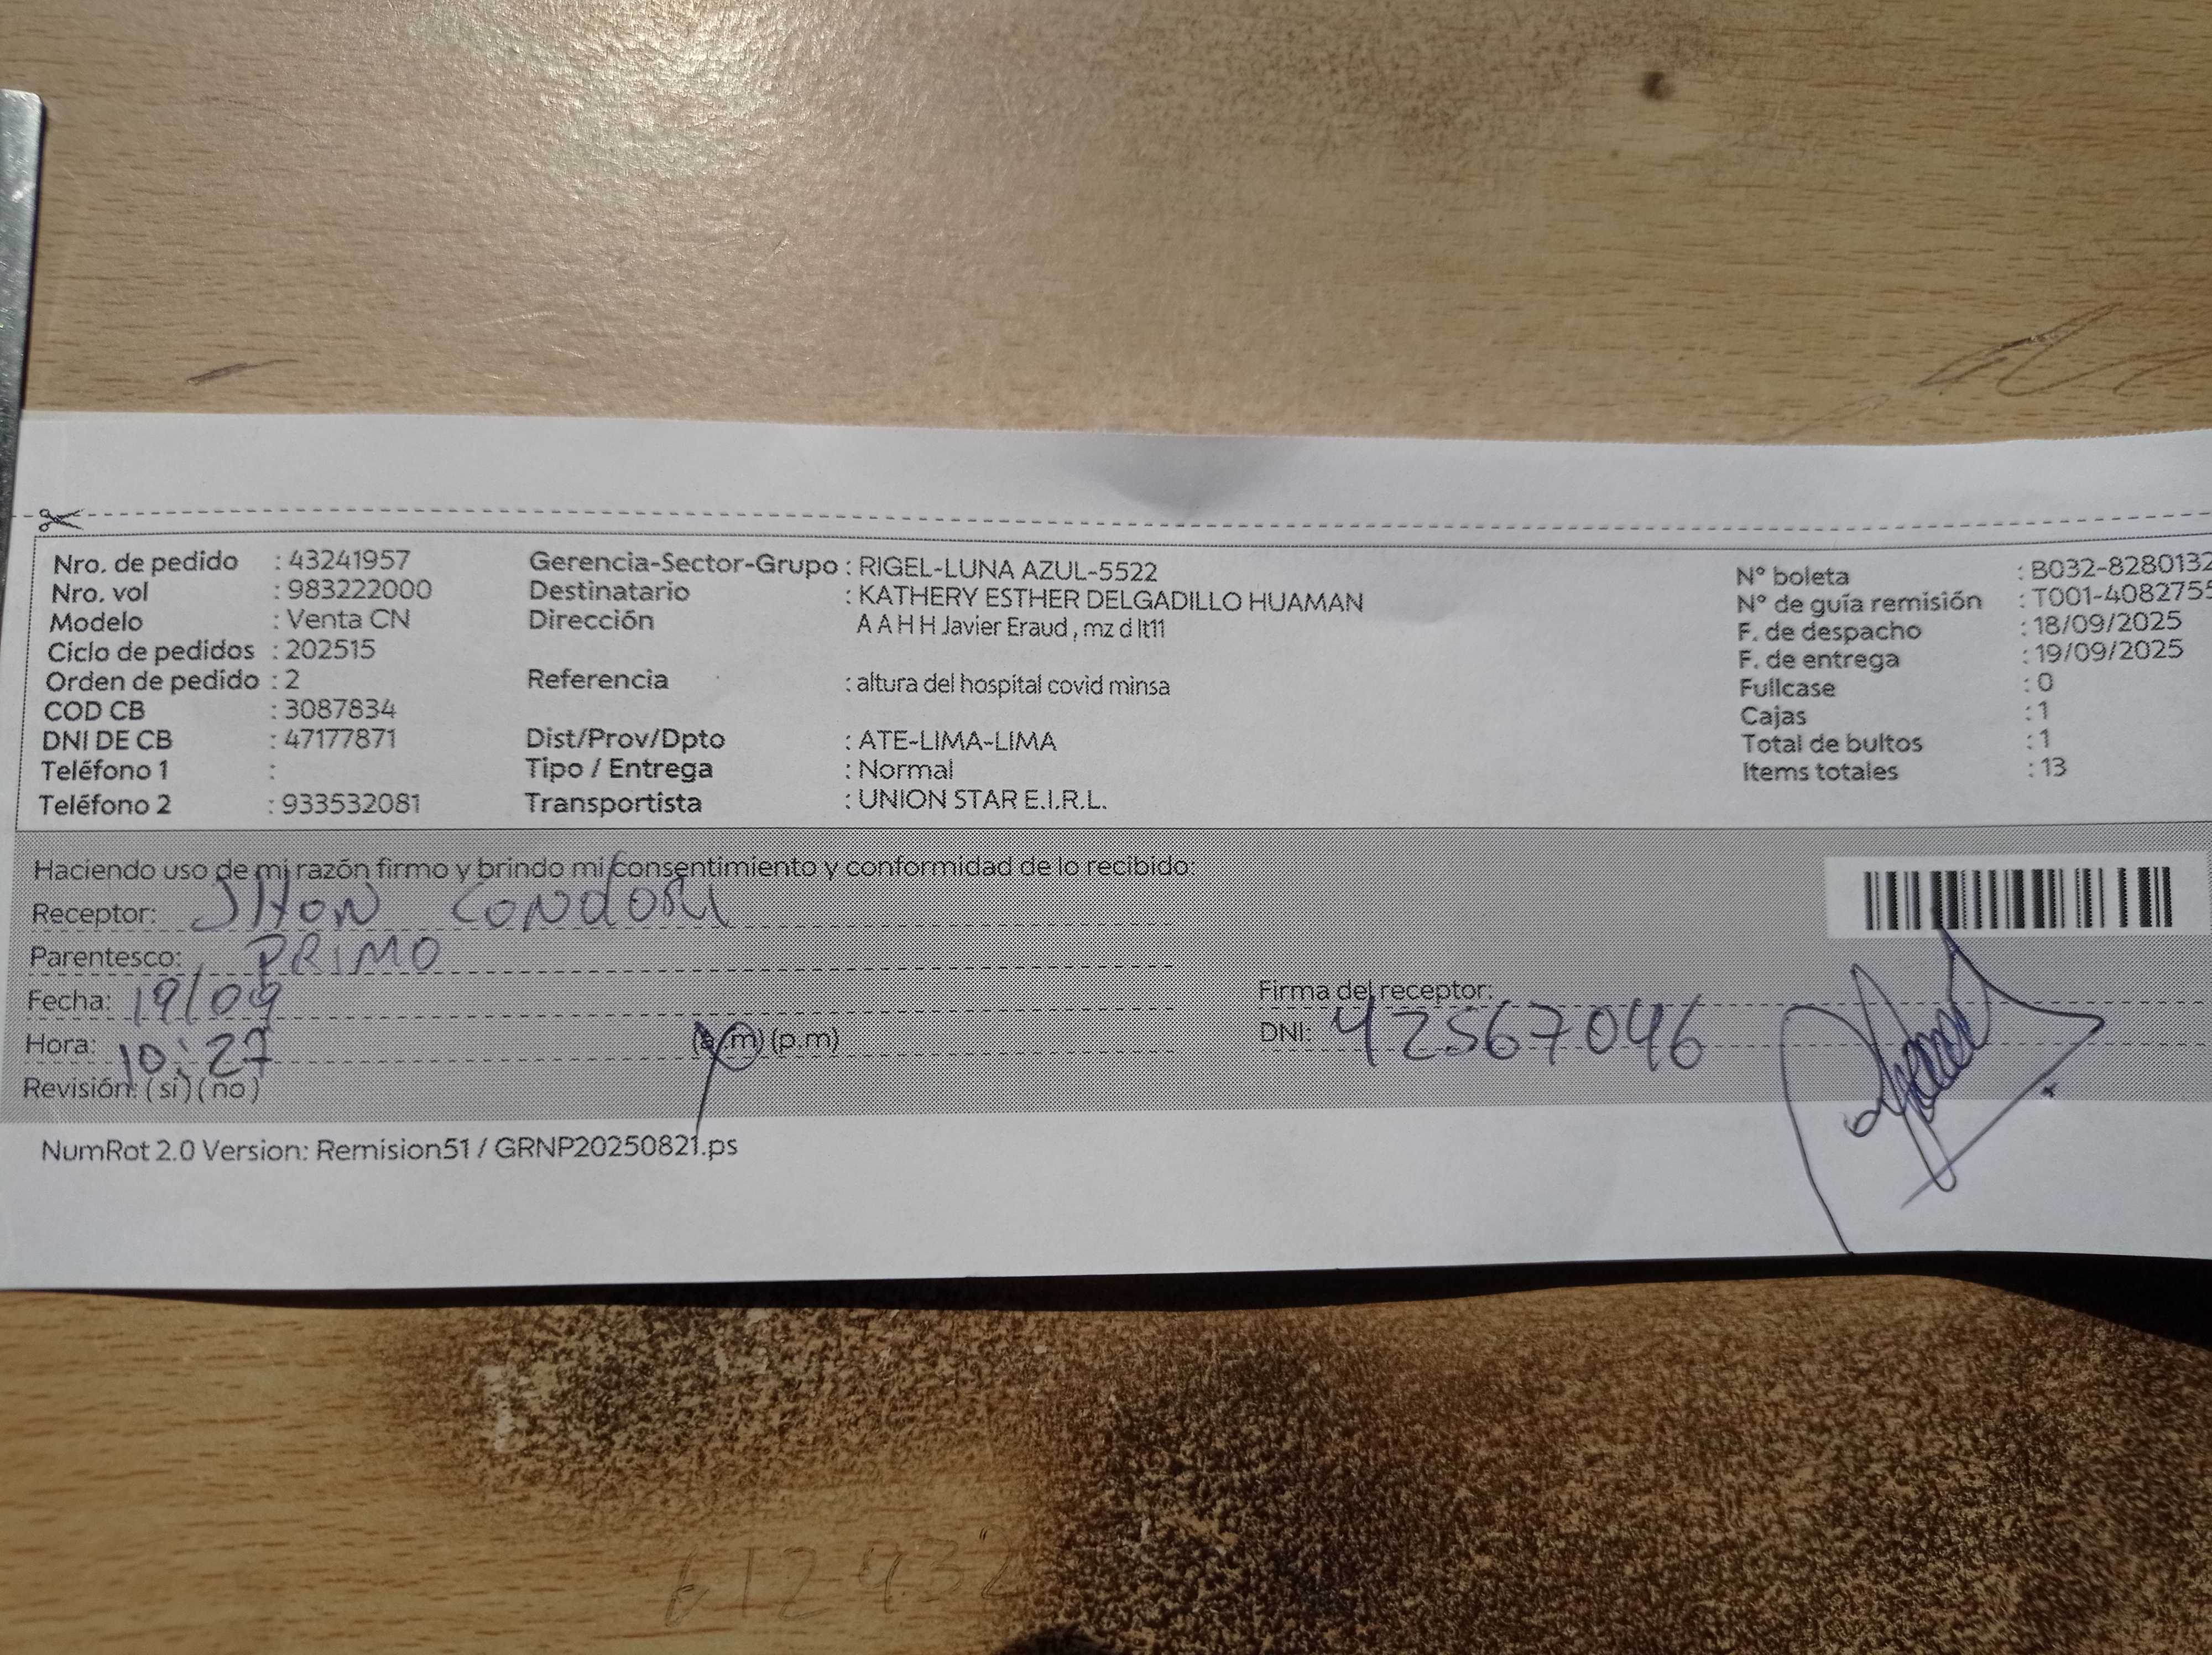 Nro. de pedido : 43241957
Nro. vol : 983222000
Modelo : Venta CN
Ciclo de pedidos : 202515
Orden de pedido : 2
COD CB : 3087834
DNI DE CB : 47177871
Teléfono 1 :
Teléfono 2 : 933532081
Gerencia-Sector-Grupo : RIGEL-LUNA AZUL-5522
Destinatario : KATHERY ESTHER DELGADILLO HUAMAN
Dirección A A H H Javier Eraud , mz d lt11
Referencia : altura del hospital covid minsa
Dist/Prov/Dpto : ATE-LIMA-LIMA
Tipo / Entrega : Normal
Transportista : UNION STAR E.I.R.L.
N° boleta : B032-8280132
N° de guía remisión : T001-4082755
F. de despacho : 18/09/2025
F. de entrega : 19/09/2025
Fullcase : 0
Cajas : 1
Total de bultos : 1
Items totales : 13
Haciendo uso de mi razón firmo y brindo mi consentimiento y conformidad de lo recibido:
Receptor: JHON CONDORI
Parentesco: PRIMO
Fecha: 19/09
Hora: 10:27 (a.m) (p.m)
Revisión: ( si ) ( no )
Firma del receptor:
DNI: 42567046
NumRot 2.0 Version: Remision51 / GRNP20250821.ps